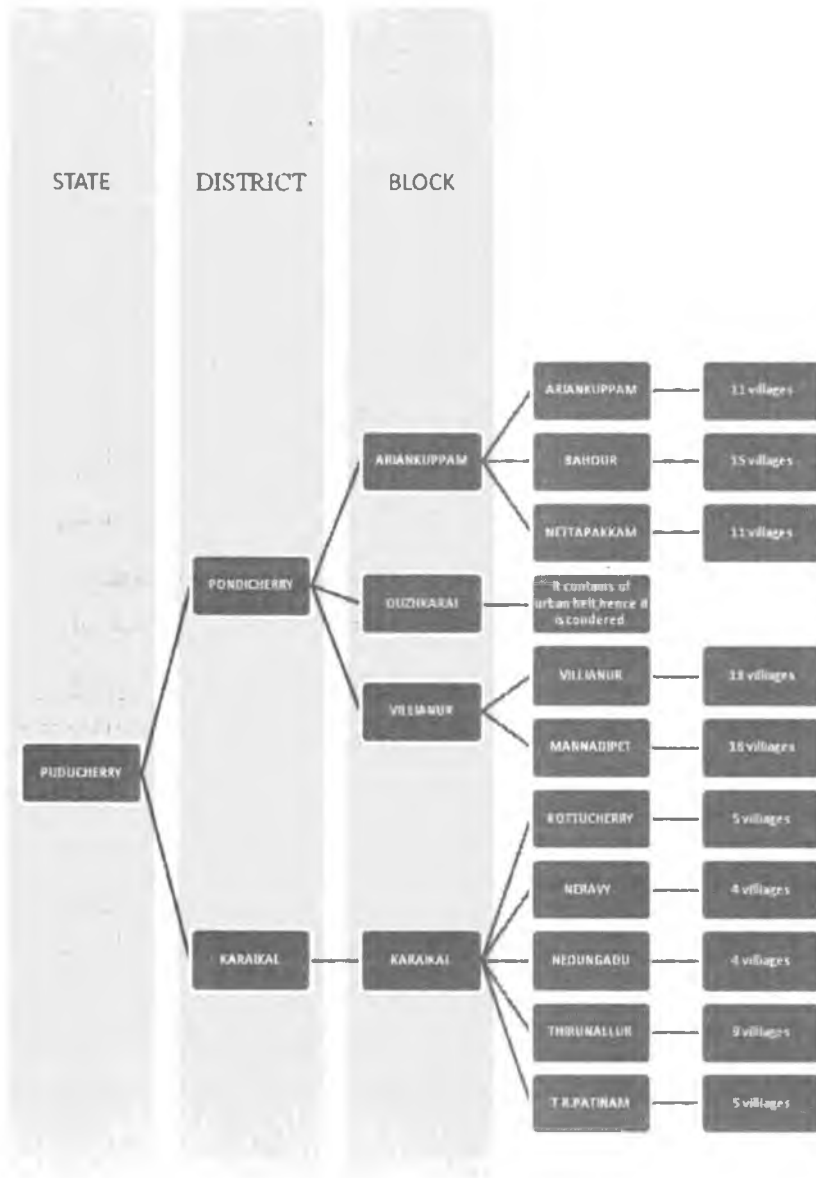 STATE
DISTRICT
BLOCK
PUDUCHERRY
PONDICHERRY
KARAIKAL
ARIANKUPPAM
OUZHKARAI
VILLIANUR
KARAIKAL
ARIANKUPPAM
11 villages
BAHOUR
15 villages
NETTAPAKKAM
11 villages
It contains of
urban belt hence it
is condered
VILLIANUR
villages
MANNADIPET
villages
KOTTUCHERRY
5 villages
NERAVY
4 villages
NEDUNGADU
4 villages
THIRUNALLUR
9 villages
T R.PATINAM
5 villages